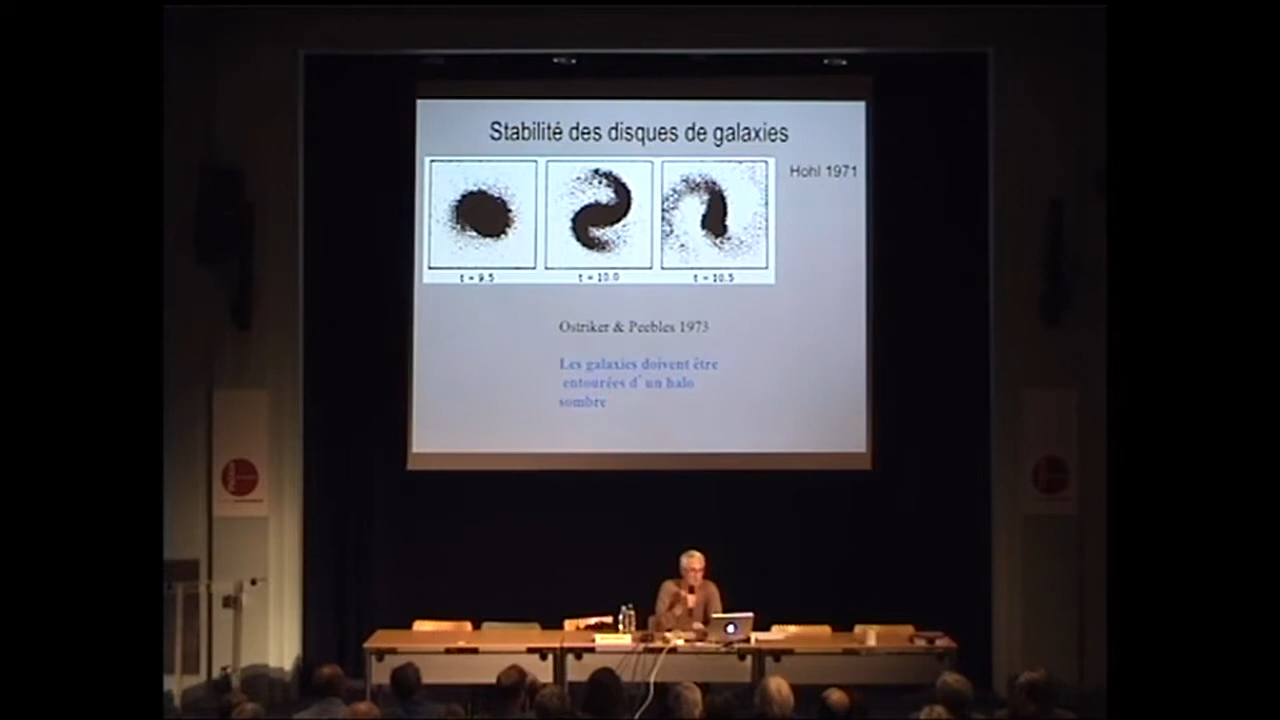 Stabilité des disques de galaxies
Hohl 1971
t = 9.5
t = 10.0
t = 10.5
Ostriker & Peebles 1973
Les galaxies doivent être
entourées d' un halo
sombre